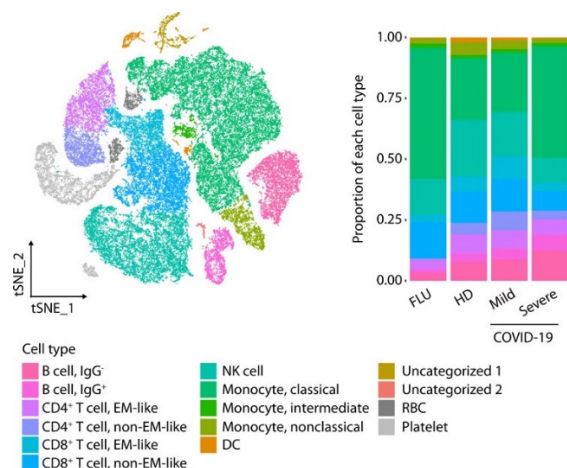 tSNE_2
tSNE_1
Proportion of each cell type
1.00
0.75
0.50
0.25
0.00
FLU
HD
Mild
Severe
COVID-19
Cell type
B cell, IgG⁻
B cell, IgG⁺
CD4⁺ T cell, EM-like
CD4⁺ T cell, non-EM-like
CD8⁺ T cell, EM-like
CD8⁺ T cell, non-EM-like
NK cell
Monocyte, classical
Monocyte, intermediate
Monocyte, nonclassical
DC
Uncategorized 1
Uncategorized 2
RBC
Platelet